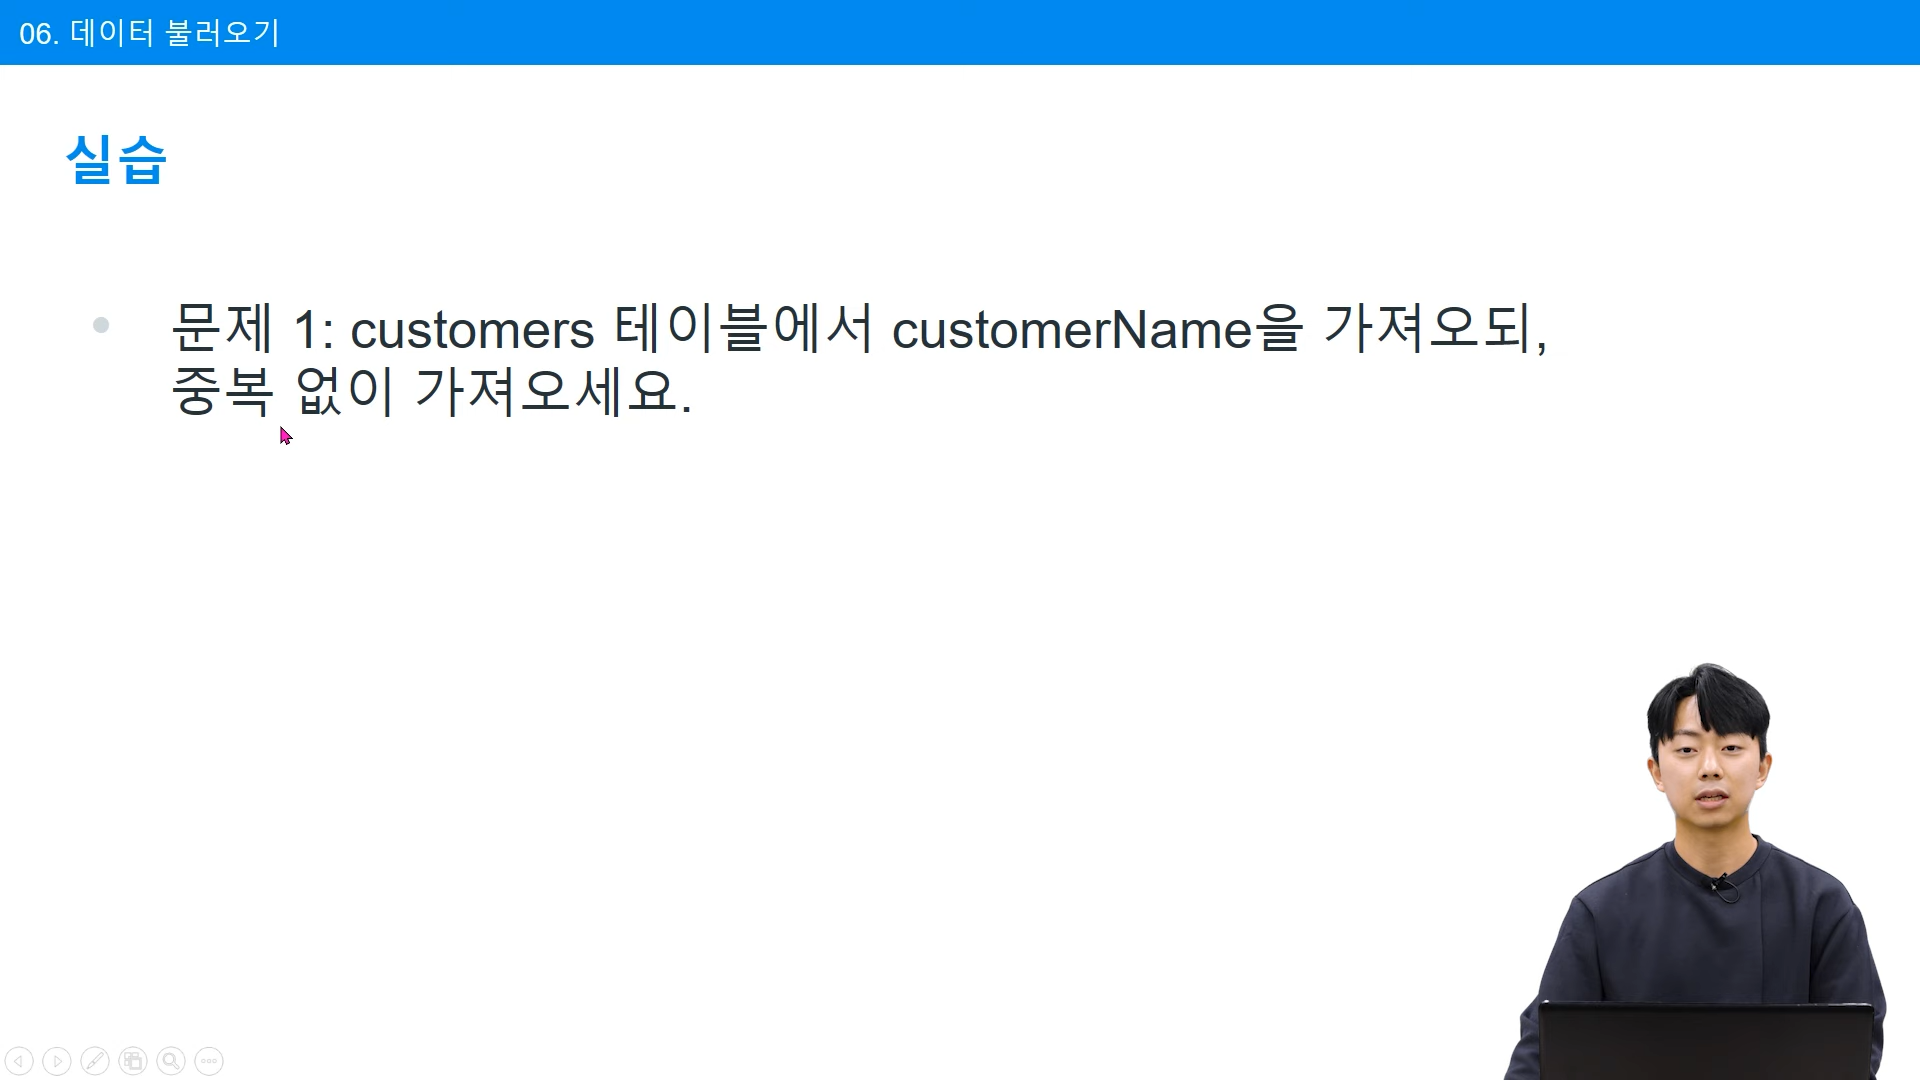 06. 데이터 불러오기
실습
문제 1: customers 테이블에서 customerName을 가져오되,
중복 없이 가져오세요.